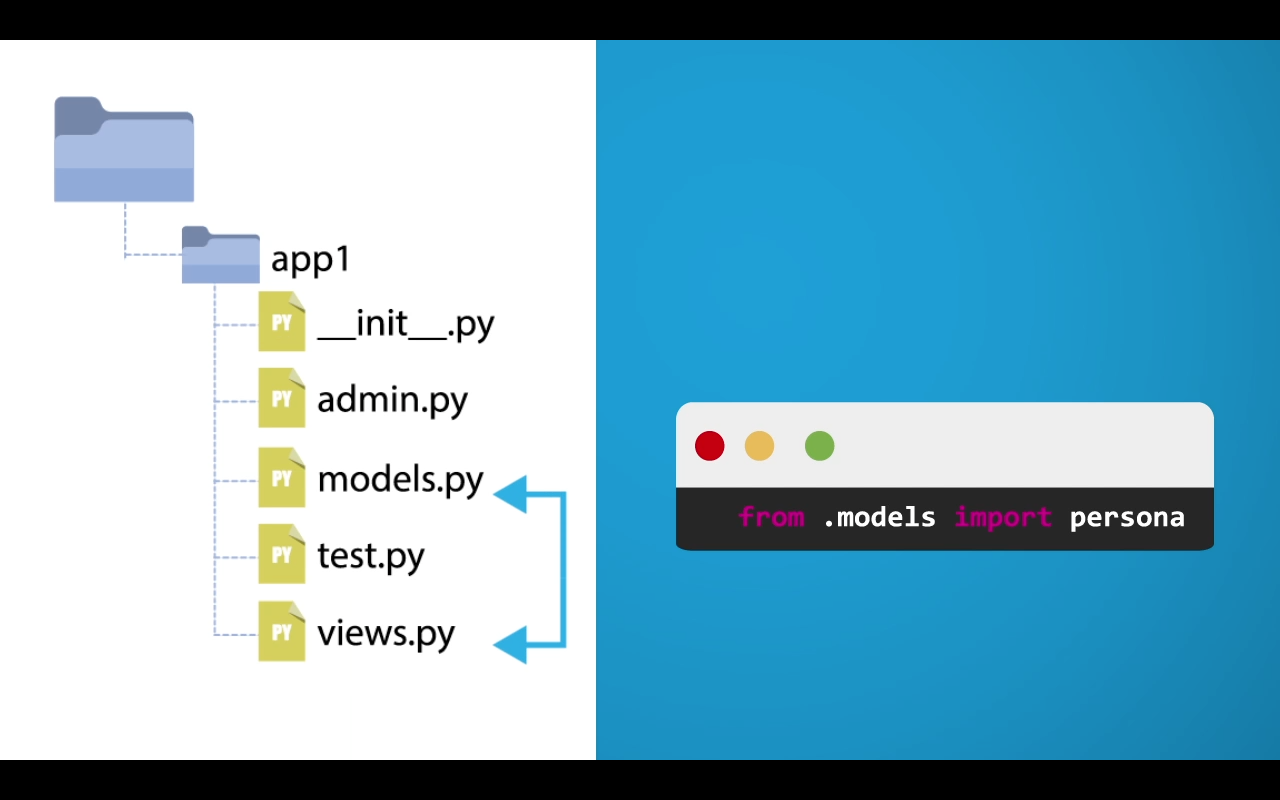 app1
PY __init__.py
PY admin.py
PY models.py
PY test.py
PY views.py
from .models import persona